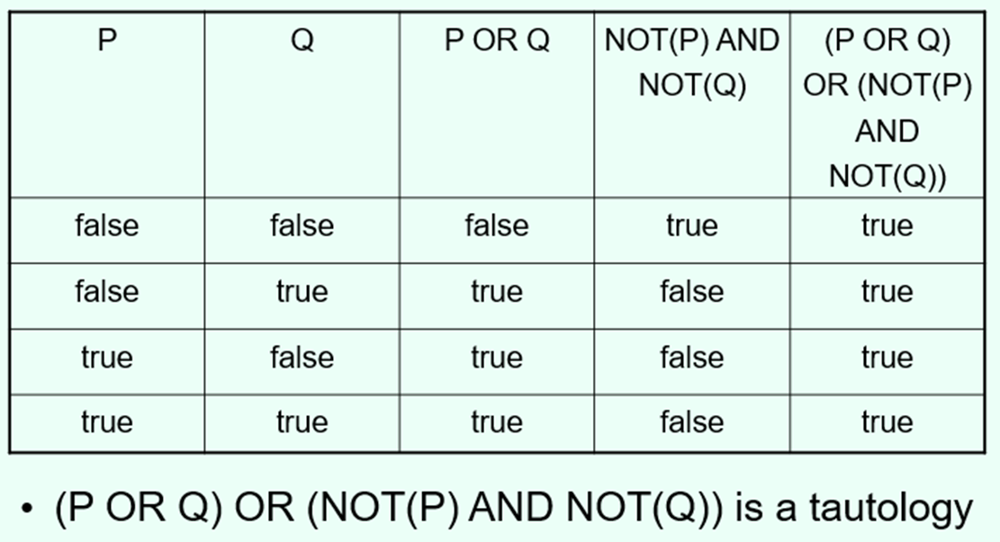 P Q P OR Q NOT(P) AND (P OR Q)
NOT(Q) OR (NOT(P)
AND
NOT(Q))
false false false true true
false true true false true
true false true false true
true true true false true
• (P OR Q) OR (NOT(P) AND NOT(Q)) is a tautology